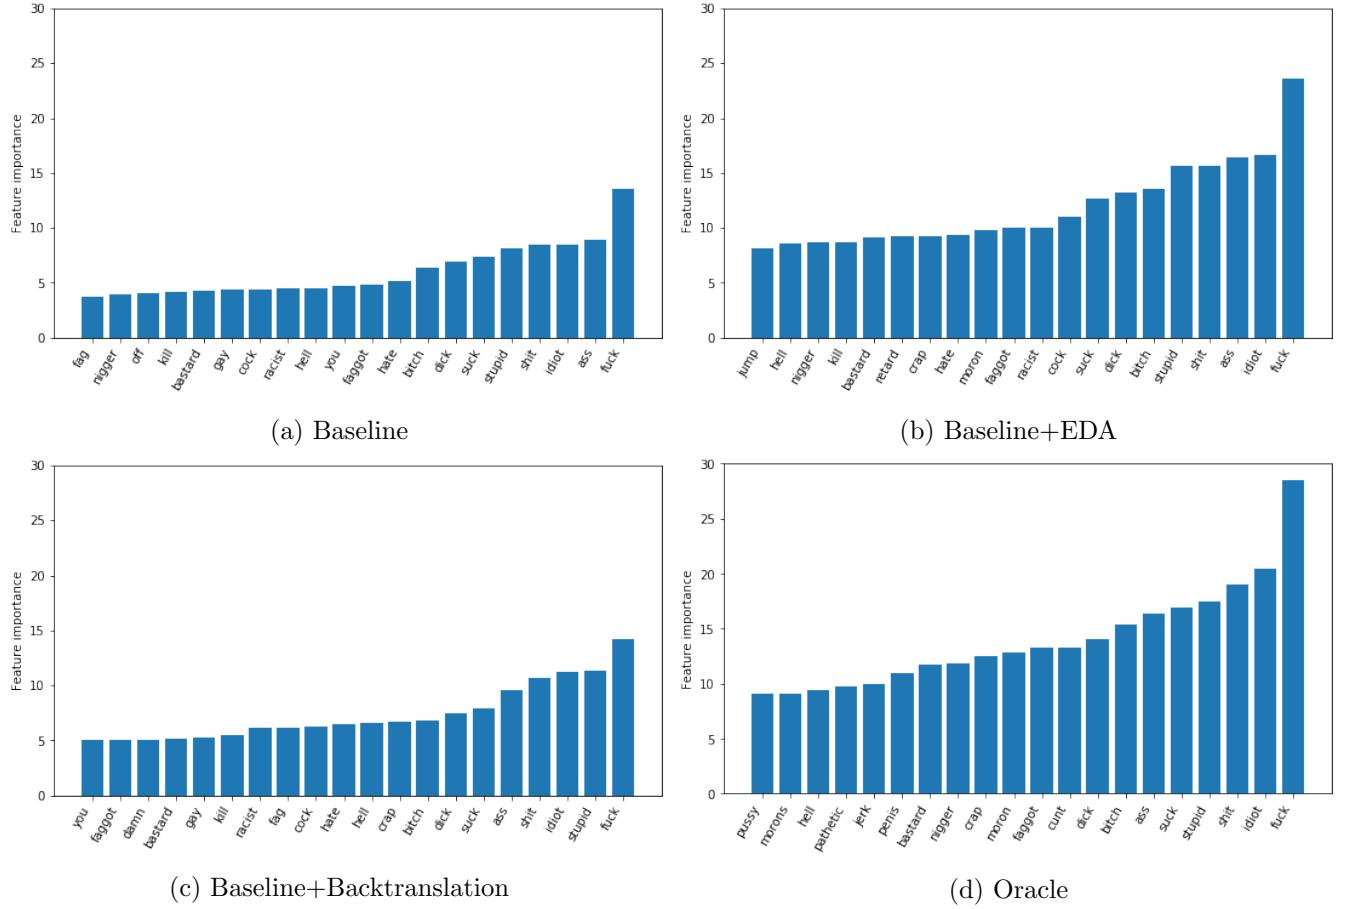 30
25
20
15
10
5
0
Feature importance
fag nigger off kill bastard gay cock racist hell you faggot hate bitch dick suck stupid shit idiot ass fuck
(a) Baseline
30
25
20
15
10
5
0
Feature importance
jump hell nigger kill bastard retard crap hate moron faggot racist cock suck dick bitch stupid shit ass idiot fuck
(b) Baseline+EDA
30
25
20
15
10
5
0
Feature importance
you faggot damn bastard gay kill racist fag cock hate hell crap bitch dick suck ass shit idiot stupid fuck
(c) Baseline+Backtranslation
30
25
20
15
10
5
0
Feature importance
pussy morons hell pathetic jerk penis bastard nigger crap moron faggot cunt dick bitch ass suck stupid shit idiot fuck
(d) Oracle